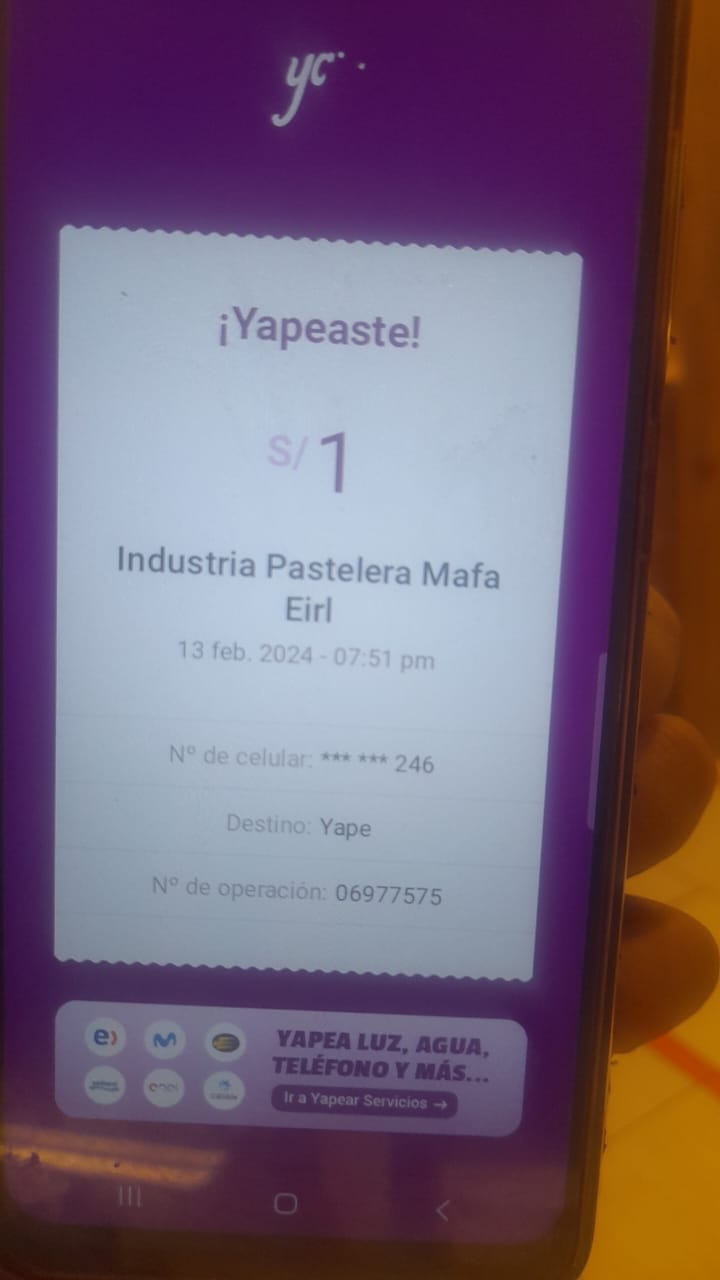 ¡Yapeaste!
S/ 1
Industria Pastelera Mafa
Eirl
13 feb. 2024 - 07:51 pm
Nº de celular: *** *** 246
Destino: Yape
Nº de operación: 06977575
YAPEA LUZ, AGUA,
TELÉFONO Y MÁS...
Ir a Yapear Servicios →
e)
enel